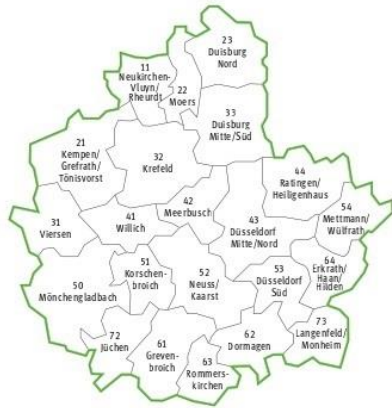 23
Duisburg
Nord
11
Neukirchen-
Vluyn/
Rheurdt
22
Moers
33
Duisburg
Mitte/Süd
21
Kempen/
Grefrath/
Tönisvorst
32
Krefeld
44
Ratingen/
Heiligenhaus
31
Viersen
41
Willich
42
Meerbusch
43
Düsseldorf
Mitte/Nord
54
Mettmann/
Wülfrath
50
Mönchengladbach
51
Korschen-
broich
52
Neuss/
Kaarst
53
Düsseldorf
Süd
64
Erkrath/
Haan/
Hilden
72
Jüchen
61
Greven-
broich
63
Rommers-
kirchen
62
Dormagen
73
Langenfeld/
Monheim